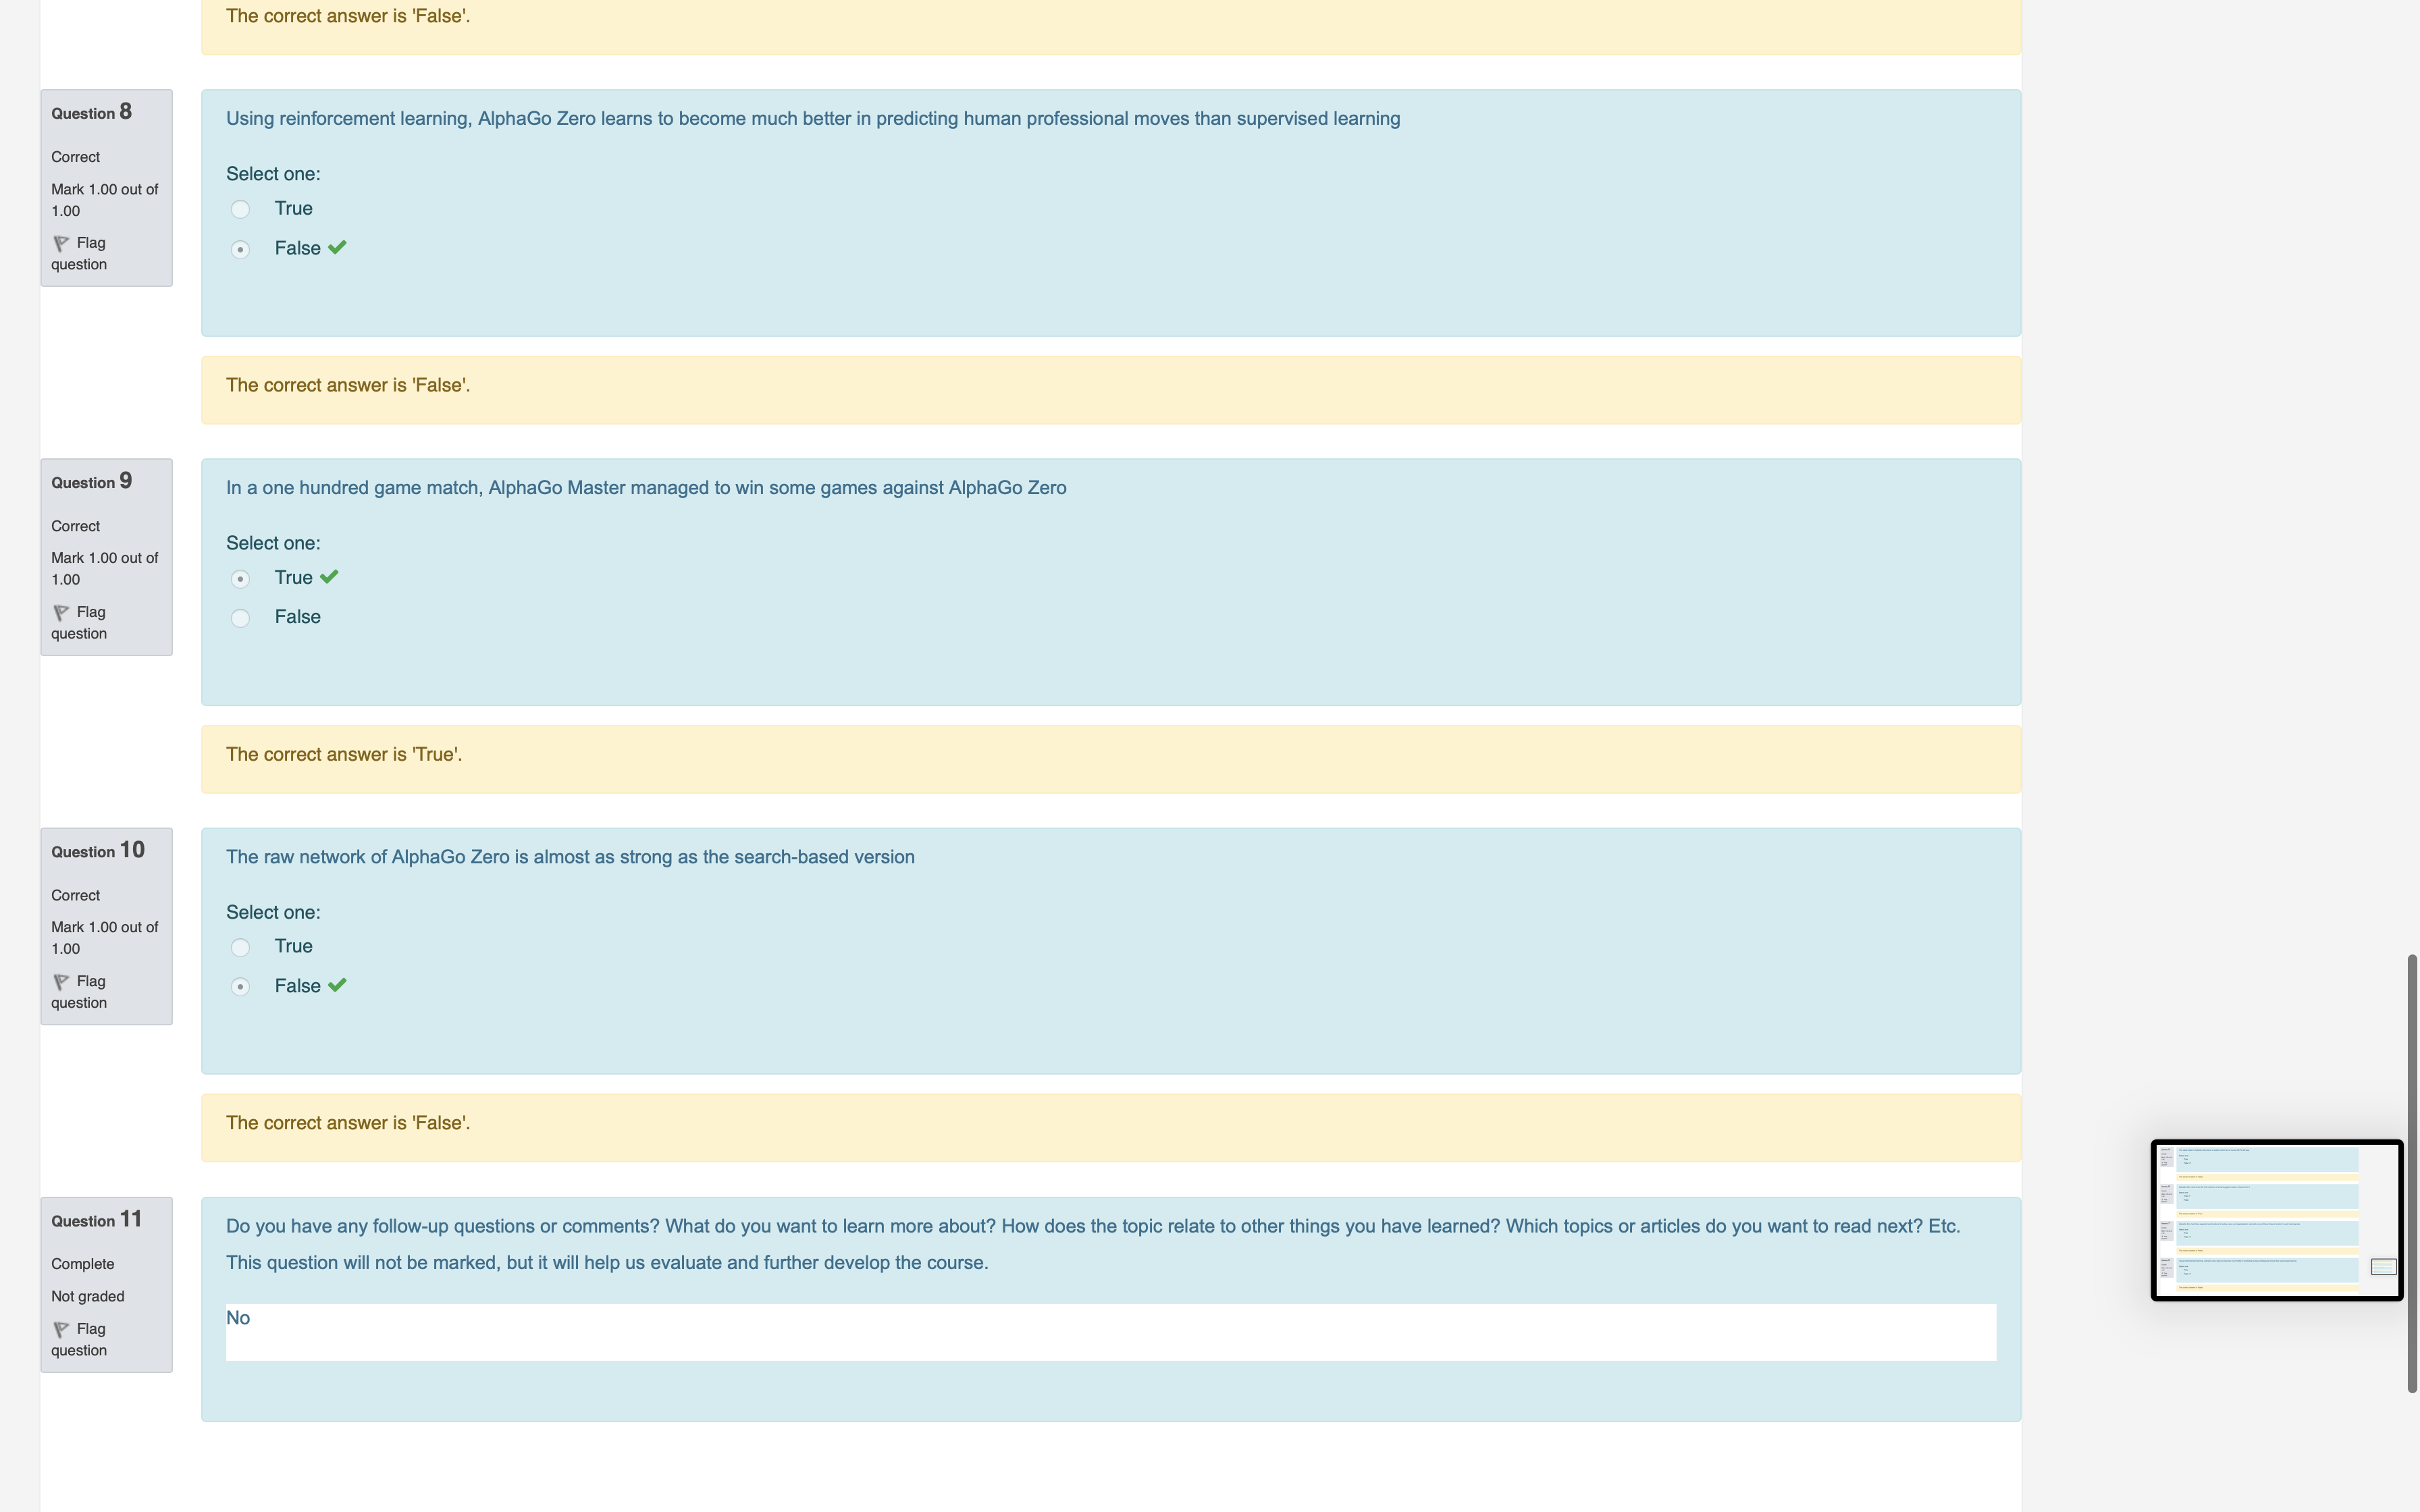 The correct answer is 'False'.
Question 8
Correct
Mark 1.00 out of
1.00
Flag
question
Using reinforcement learning, AlphaGo Zero learns to become much better in predicting human professional moves than supervised learning
Select one:
True
False
The correct answer is 'False'.
Question 9
Correct
Mark 1.00 out of
1.00
Flag
question
In a one hundred game match, AlphaGo Master managed to win some games against AlphaGo Zero
Select one:
True
False
The correct answer is 'True'.
Question 10
Correct
Mark 1.00 out of
1.00
Flag
question
The raw network of AlphaGo Zero is almost as strong as the search-based version
Select one:
True
False
The correct answer is 'False'.
Question 11
Complete
Not graded
Flag
question
Do you have any follow-up questions or comments? What do you want to learn more about? How does the topic relate to other things you have learned? Which topics or articles do you want to read next? Etc.
This question will not be marked, but it will help us evaluate and further develop the course.
No